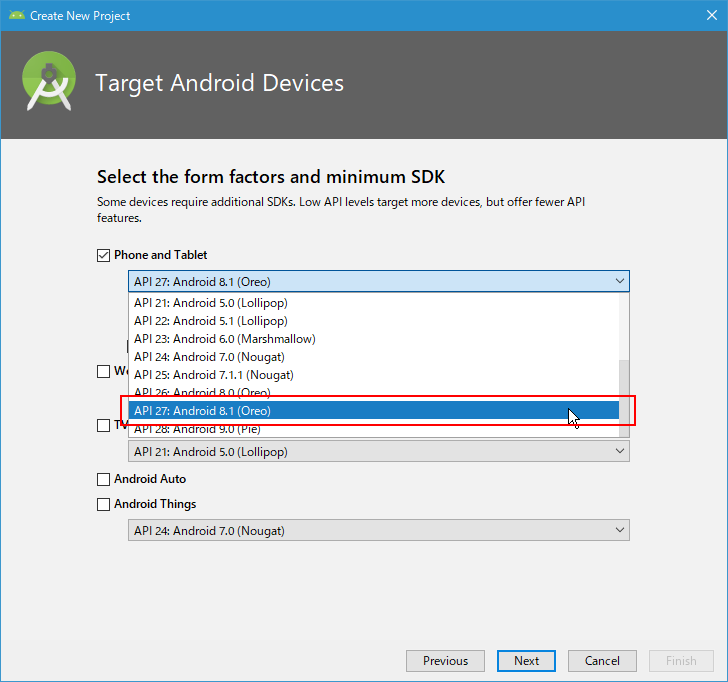 Create New Project
Target Android Devices
Select the form factors and minimum SDK
Some devices require additional SDKs. Low API levels target more devices, but offer fewer API
features.
Phone and Tablet
API 27: Android 8.1 (Oreo)
API 21: Android 5.0 (Lollipop)
API 22: Android 5.1 (Lollipop)
API 23: Android 6.0 (Marshmallow)
API 24: Android 7.0 (Nougat)
API 25: Android 7.1.1 (Nougat)
API 26: Android 8.0 (Oreo)
API 27: Android 8.1 (Oreo)
API 28: Android 9.0 (Pie)
API 21: Android 5.0 (Lollipop)
Android Auto
Android Things
API 24: Android 7.0 (Nougat)
Previous
Next
Cancel
Finish